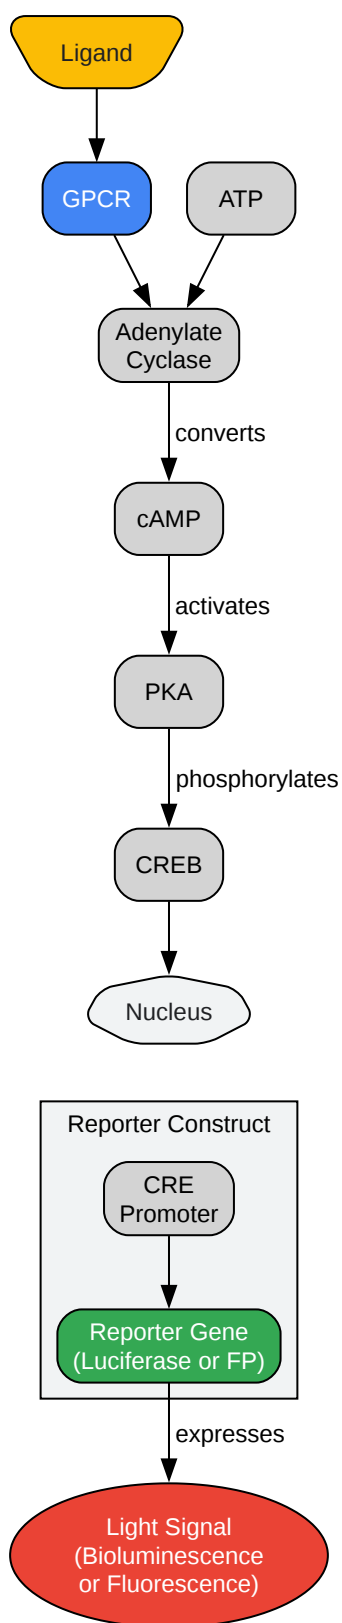 Ligand
GPCR
ATP
Adenylate
Cyclase
converts
cAMP
activates
PKA
phosphorylates
CREB
Nucleus
Reporter Construct
CRE
Promoter
Reporter Gene
(Luciferase or FP)
expresses
Light Signal
(Bioluminescence
or Fluorescence)